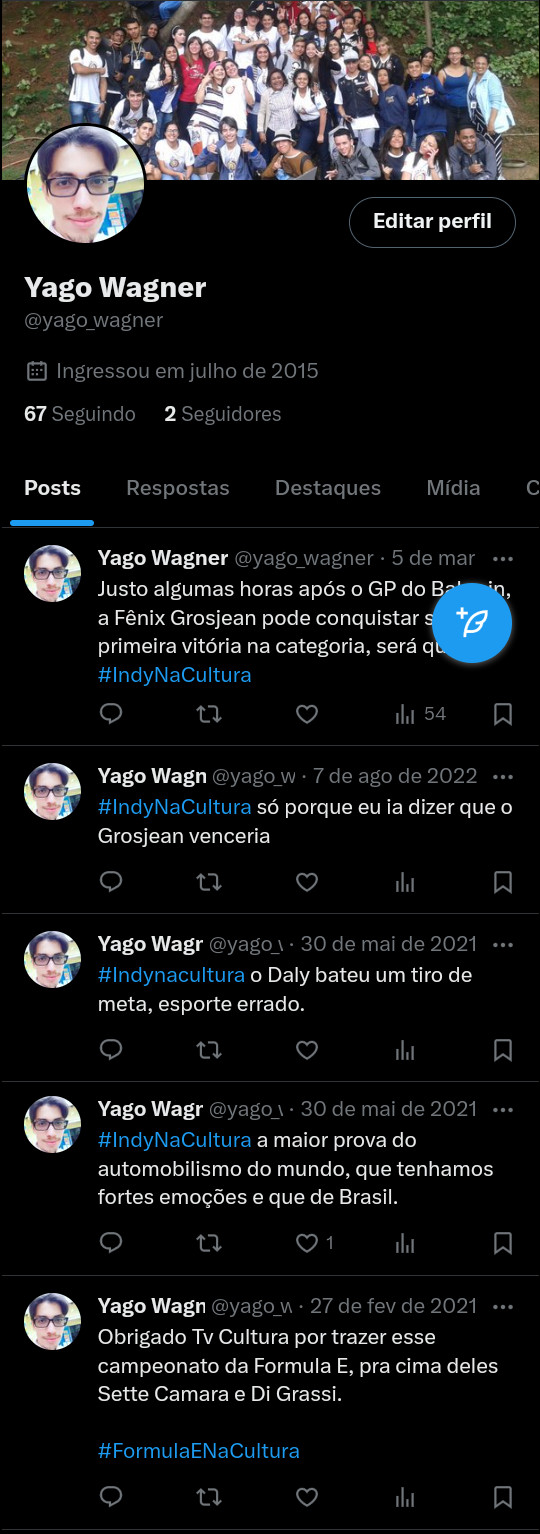 Editar perfil
Yago Wagner
@yago_wagner
Ingressou em julho de 2015
67 Seguindo 2 Seguidores
Posts Respostas Destaques Mídia
Yago Wagner @yago_wagner · 5 de mar
Justo algumas horas após o GP do
a Fênix Grosjean pode conquistar
primeira vitória na categoria, será
#IndyNaCultura
54
Yago Wagn @yago_w · 7 de ago de 2022
#IndyNaCultura só porque eu ia dizer que o
Grosjean venceria
Yago Wagr @yago_ · 30 de mai de 2021
#Indynacultura o Daly bateu um tiro de
meta, esporte errado.
Yago Wagr @yago_ · 30 de mai de 2021
#IndyNaCultura a maior prova do
automobilismo do mundo, que tenhamos
fortes emoções e que de Brasil.
1
Yago Wagn @yago_w · 27 de fev de 2021
Obrigado Tv Cultura por trazer esse
campeonato da Formula E, pra cima deles
Sette Camara e Di Grassi.
#FormulaENaCultura